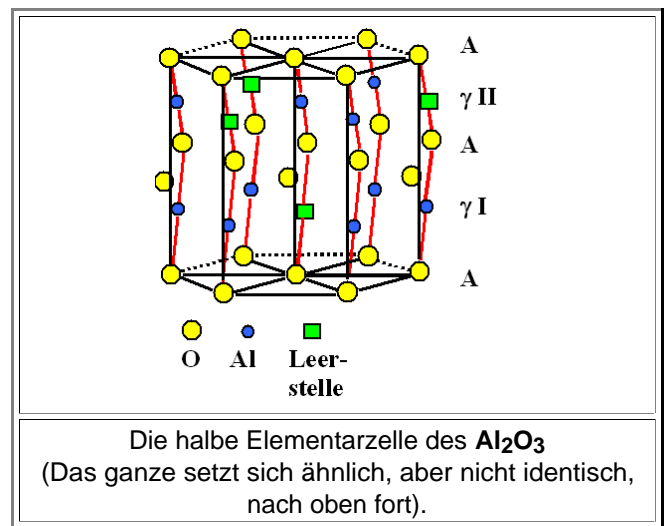 A
γ II
A
γ I
A
O Al Leer-
stelle
Die halbe Elementarzelle des Al₂O₃
(Das ganze setzt sich ähnlich, aber nicht identisch,
nach oben fort).